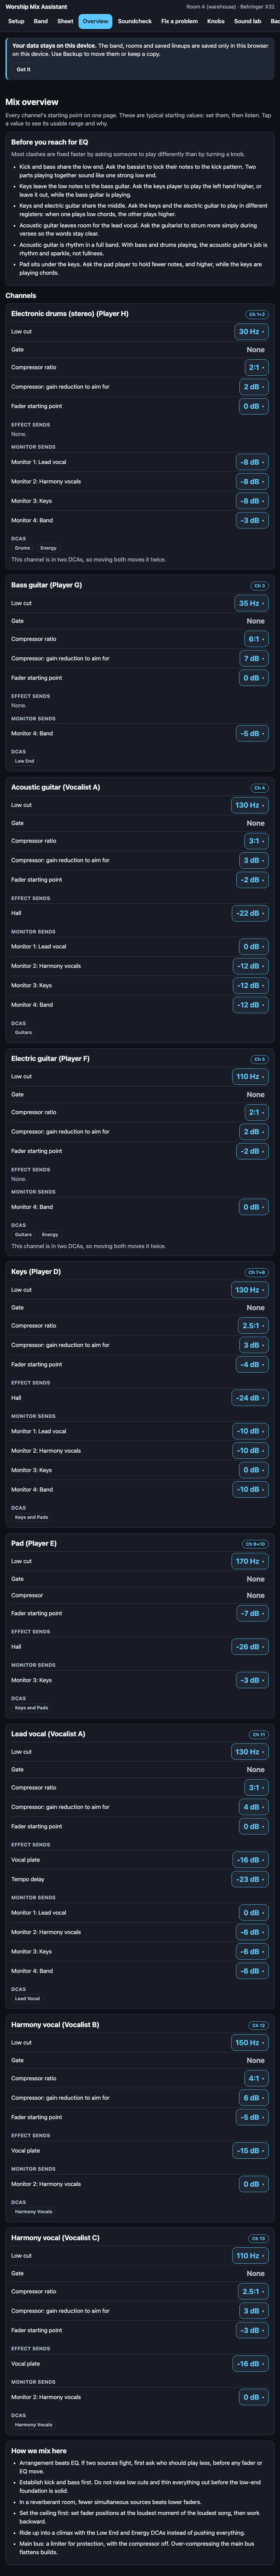 Worship Mix Assistant
Room A (warehouse) · Behringer X32
Setup Band Sheet Overview Soundcheck Fix a problem Knobs Sound lab Bac
Your data stays on this device. The band, rooms and saved lineups are saved only in this browser
on this device. Use Backup to move them or keep a copy.
Got it
Mix overview
Every channel's starting point on one page. These are typical starting values: set them, then listen. Tap
a value to see its usable range and why.
Before you reach for EQ
Most clashes are fixed faster by asking someone to play differently than by turning a knob.
• Kick and bass share the low end. Ask the bassist to lock their notes to the kick pattern. Two
parts playing together sound like one strong low end.
• Keys leave the low notes to the bass guitar. Ask the keys player to play the left hand higher, or
leave it out, while the bass guitar is playing.
• Keys and electric guitar share the middle. Ask the keys and the electric guitar to play in different
registers: when one plays low chords, the other plays higher.
• Acoustic guitar leaves room for the lead vocal. Ask the guitarist to strum more simply during
verses so the words stay clear.
• Acoustic guitar is rhythm in a full band. With bass and drums playing, the acoustic guitar's job is
rhythm and sparkle, not fullness.
• Pad sits under the keys. Ask the pad player to hold fewer notes, and higher, while the keys are
playing chords.
Channels
Electronic drums (stereo) (Player H)
Ch 1+2
Low cut 30 Hz
Gate None
Compressor ratio 2:1
Compressor: gain reduction to aim for 2 dB
Fader starting point 0 dB
EFFECT SENDS
None.
MONITOR SENDS
Monitor 1: Lead vocal -8 dB
Monitor 2: Harmony vocals -8 dB
Monitor 3: Keys -8 dB
Monitor 4: Band -3 dB
DCAS
Drums Energy
This channel is in two DCAs, so moving both moves it twice.
Bass guitar (Player G)
Ch 3
Low cut 35 Hz
Gate None
Compressor ratio 6:1
Compressor: gain reduction to aim for 7 dB
Fader starting point 0 dB
EFFECT SENDS
None.
MONITOR SENDS
Monitor 4: Band -5 dB
DCAS
Low End
Acoustic guitar (Vocalist A)
Ch 4
Low cut 130 Hz
Gate None
Compressor ratio 3:1
Compressor: gain reduction to aim for 3 dB
Fader starting point -2 dB
EFFECT SENDS
Hall -22 dB
MONITOR SENDS
Monitor 1: Lead vocal 0 dB
Monitor 2: Harmony vocals -12 dB
Monitor 3: Keys -12 dB
Monitor 4: Band -12 dB
DCAS
Guitars
Electric guitar (Player F)
Ch 5
Low cut 110 Hz
Gate None
Compressor ratio 2:1
Compressor: gain reduction to aim for 2 dB
Fader starting point -2 dB
EFFECT SENDS
None.
MONITOR SENDS
Monitor 4: Band 0 dB
DCAS
Guitars Energy
This channel is in two DCAs, so moving both moves it twice.
Keys (Player D)
Ch 7+8
Low cut 130 Hz
Gate None
Compressor ratio 2.5:1
Compressor: gain reduction to aim for 3 dB
Fader starting point -4 dB
EFFECT SENDS
Hall -24 dB
MONITOR SENDS
Monitor 1: Lead vocal -10 dB
Monitor 2: Harmony vocals -10 dB
Monitor 3: Keys 0 dB
Monitor 4: Band -10 dB
DCAS
Keys and Pads
Pad (Player E)
Ch 9+10
Low cut 170 Hz
Gate None
Compressor None
Fader starting point -7 dB
EFFECT SENDS
Hall -26 dB
MONITOR SENDS
Monitor 3: Keys -3 dB
DCAS
Keys and Pads
Lead vocal (Vocalist A)
Ch 11
Low cut 130 Hz
Gate None
Compressor ratio 3:1
Compressor: gain reduction to aim for 4 dB
Fader starting point 0 dB
EFFECT SENDS
Vocal plate -16 dB
Tempo delay -23 dB
MONITOR SENDS
Monitor 1: Lead vocal 0 dB
Monitor 2: Harmony vocals -6 dB
Monitor 3: Keys -6 dB
Monitor 4: Band -6 dB
DCAS
Lead Vocal
Harmony vocal (Vocalist B)
Ch 12
Low cut 150 Hz
Gate None
Compressor ratio 4:1
Compressor: gain reduction to aim for 6 dB
Fader starting point -5 dB
EFFECT SENDS
Vocal plate -15 dB
MONITOR SENDS
Monitor 2: Harmony vocals 0 dB
DCAS
Harmony Vocals
Harmony vocal (Vocalist C)
Ch 13
Low cut 110 Hz
Gate None
Compressor ratio 2.5:1
Compressor: gain reduction to aim for 3 dB
Fader starting point -3 dB
EFFECT SENDS
Vocal plate -16 dB
MONITOR SENDS
Monitor 2: Harmony vocals 0 dB
DCAS
Harmony Vocals
How we mix here
• Arrangement beats EQ. If two sources fight, first ask who should play less, before any fader or
EQ move.
• Establish kick and bass first. Do not raise low cuts and thin everything out before the low-end
foundation is solid.
• In a reverberant room, fewer simultaneous sources beats lower faders.
• Set the ceiling first: set fader positions at the loudest moment of the loudest song, then work
backward.
• Ride up into a climax with the Low End and Energy DCAs instead of pushing everything.
• Main bus: a limiter for protection, with the compressor off. Over-compressing the main bus
flattens builds.